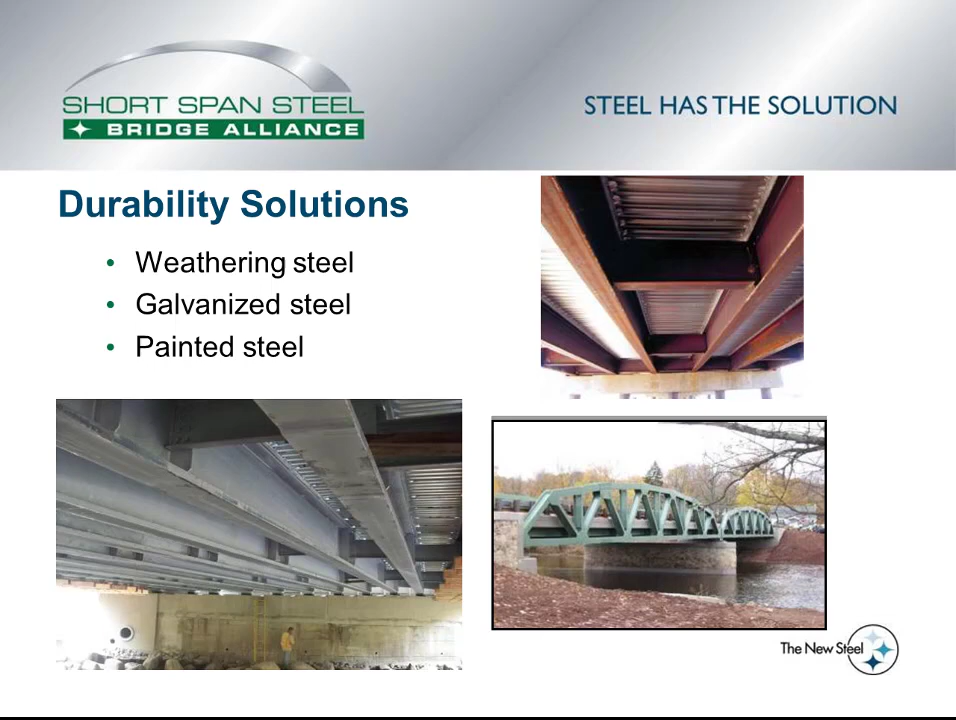 SHORT SPAN STEEL
BRIDGE ALLIANCE
STEEL HAS THE SOLUTION
Durability Solutions
• Weathering steel
• Galvanized steel
• Painted steel
The New Steel